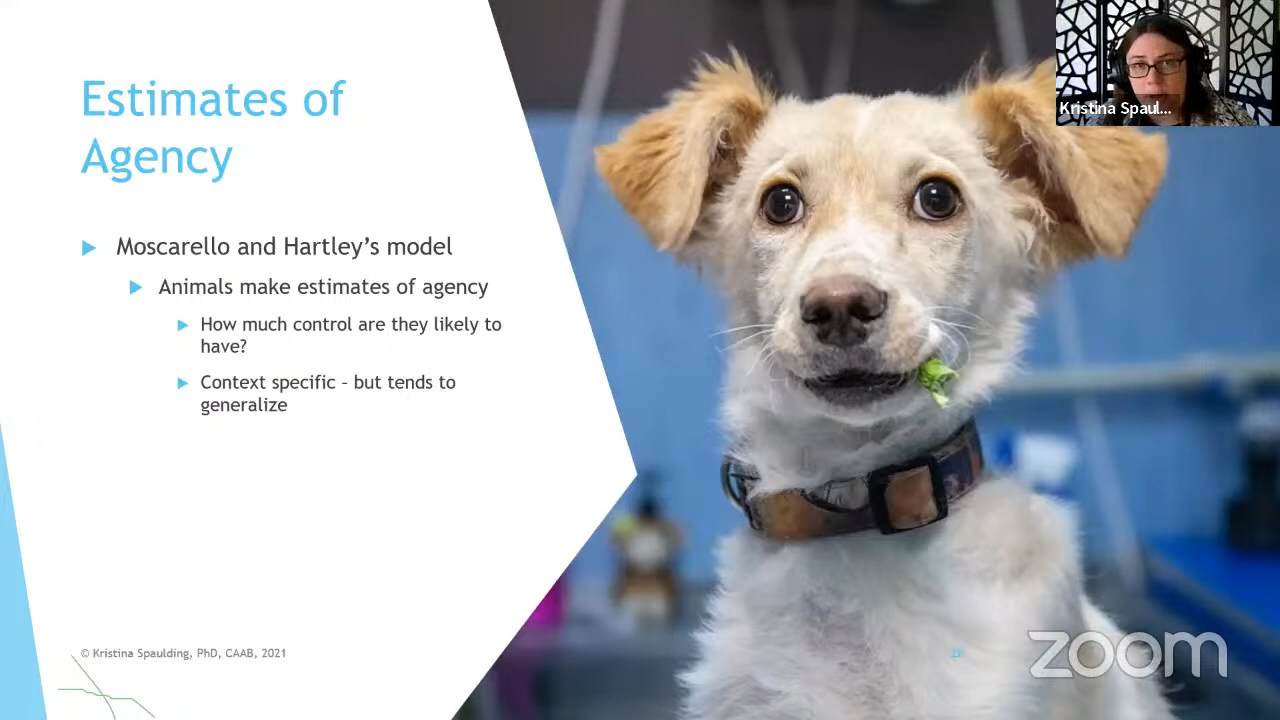 Estimates of
Agency
Moscarello and Hartley's model
Animals make estimates of agency
How much control are they likely to
have?
Context specific – but tends to
generalize
© Kristina Spaulding, PhD, CAAB, 2021
Kristina Spaul...
zoom